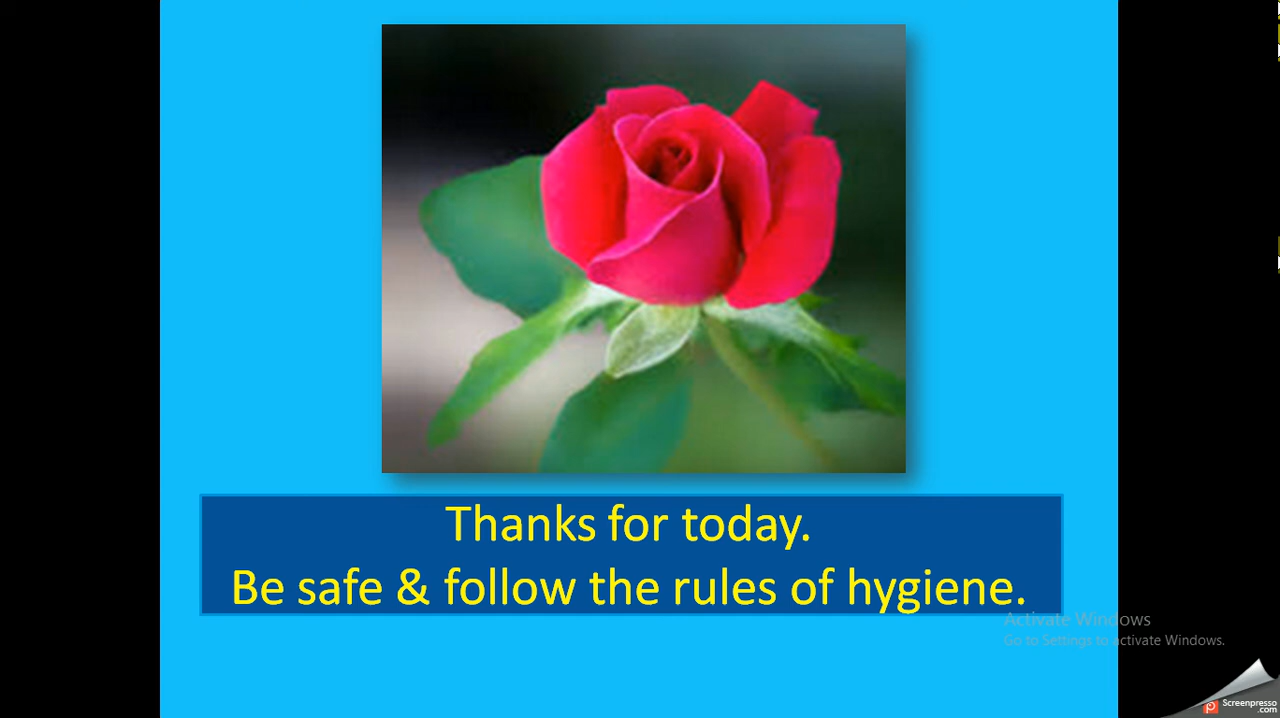 Thanks for today.
Be safe & follow the rules of hygiene.
Activate Windows
Go to Settings to activate Windows.
Screenpresso
.com